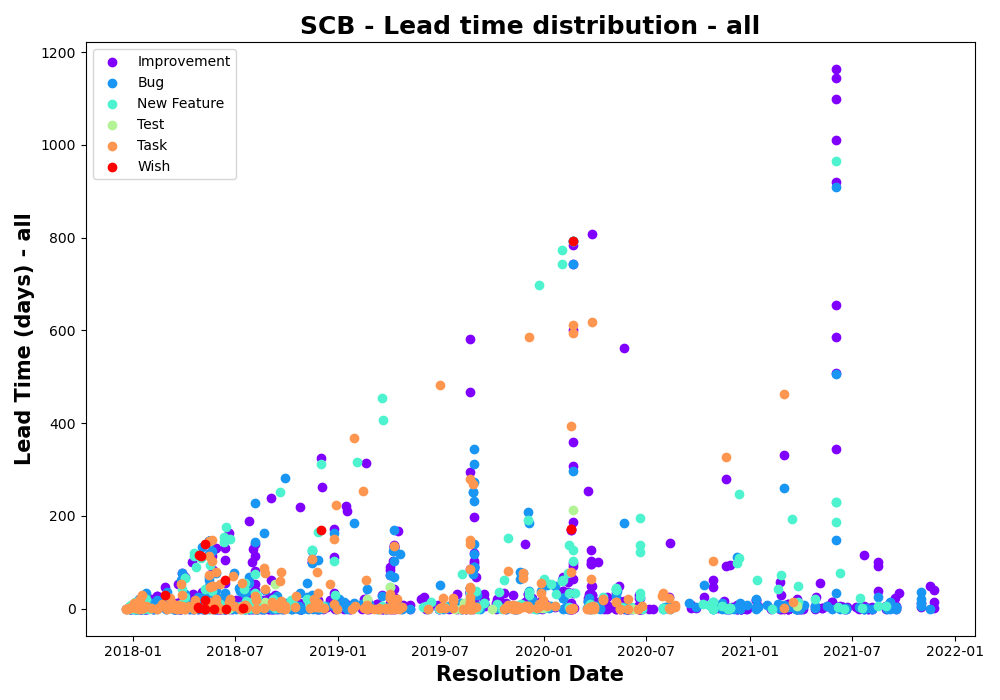 SCB - Lead time distribution - all
1200
1000
800
600
400
200
0
Lead Time (days) - all
Improvement
Bug
New Feature
Test
Task
Wish
2018-01 2018-07 2019-01 2019-07 2020-01 2020-07 2021-01 2021-07 2022-01
Resolution Date